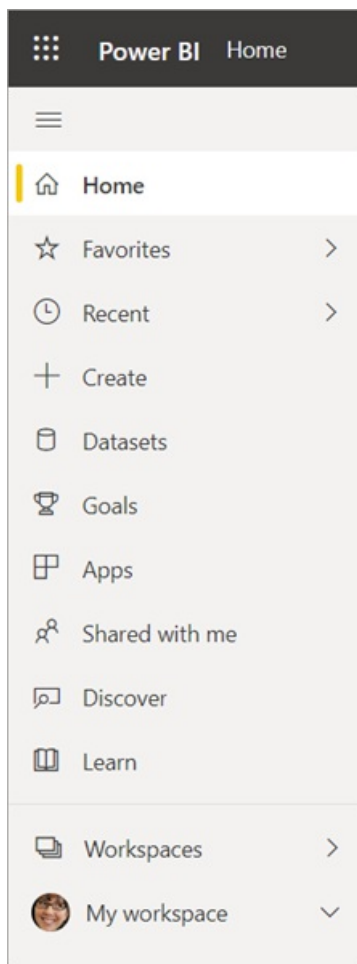 Power BI Home
Home
Favorites
Recent
Create
Datasets
Goals
Apps
Shared with me
Discover
Learn
Workspaces
My workspace